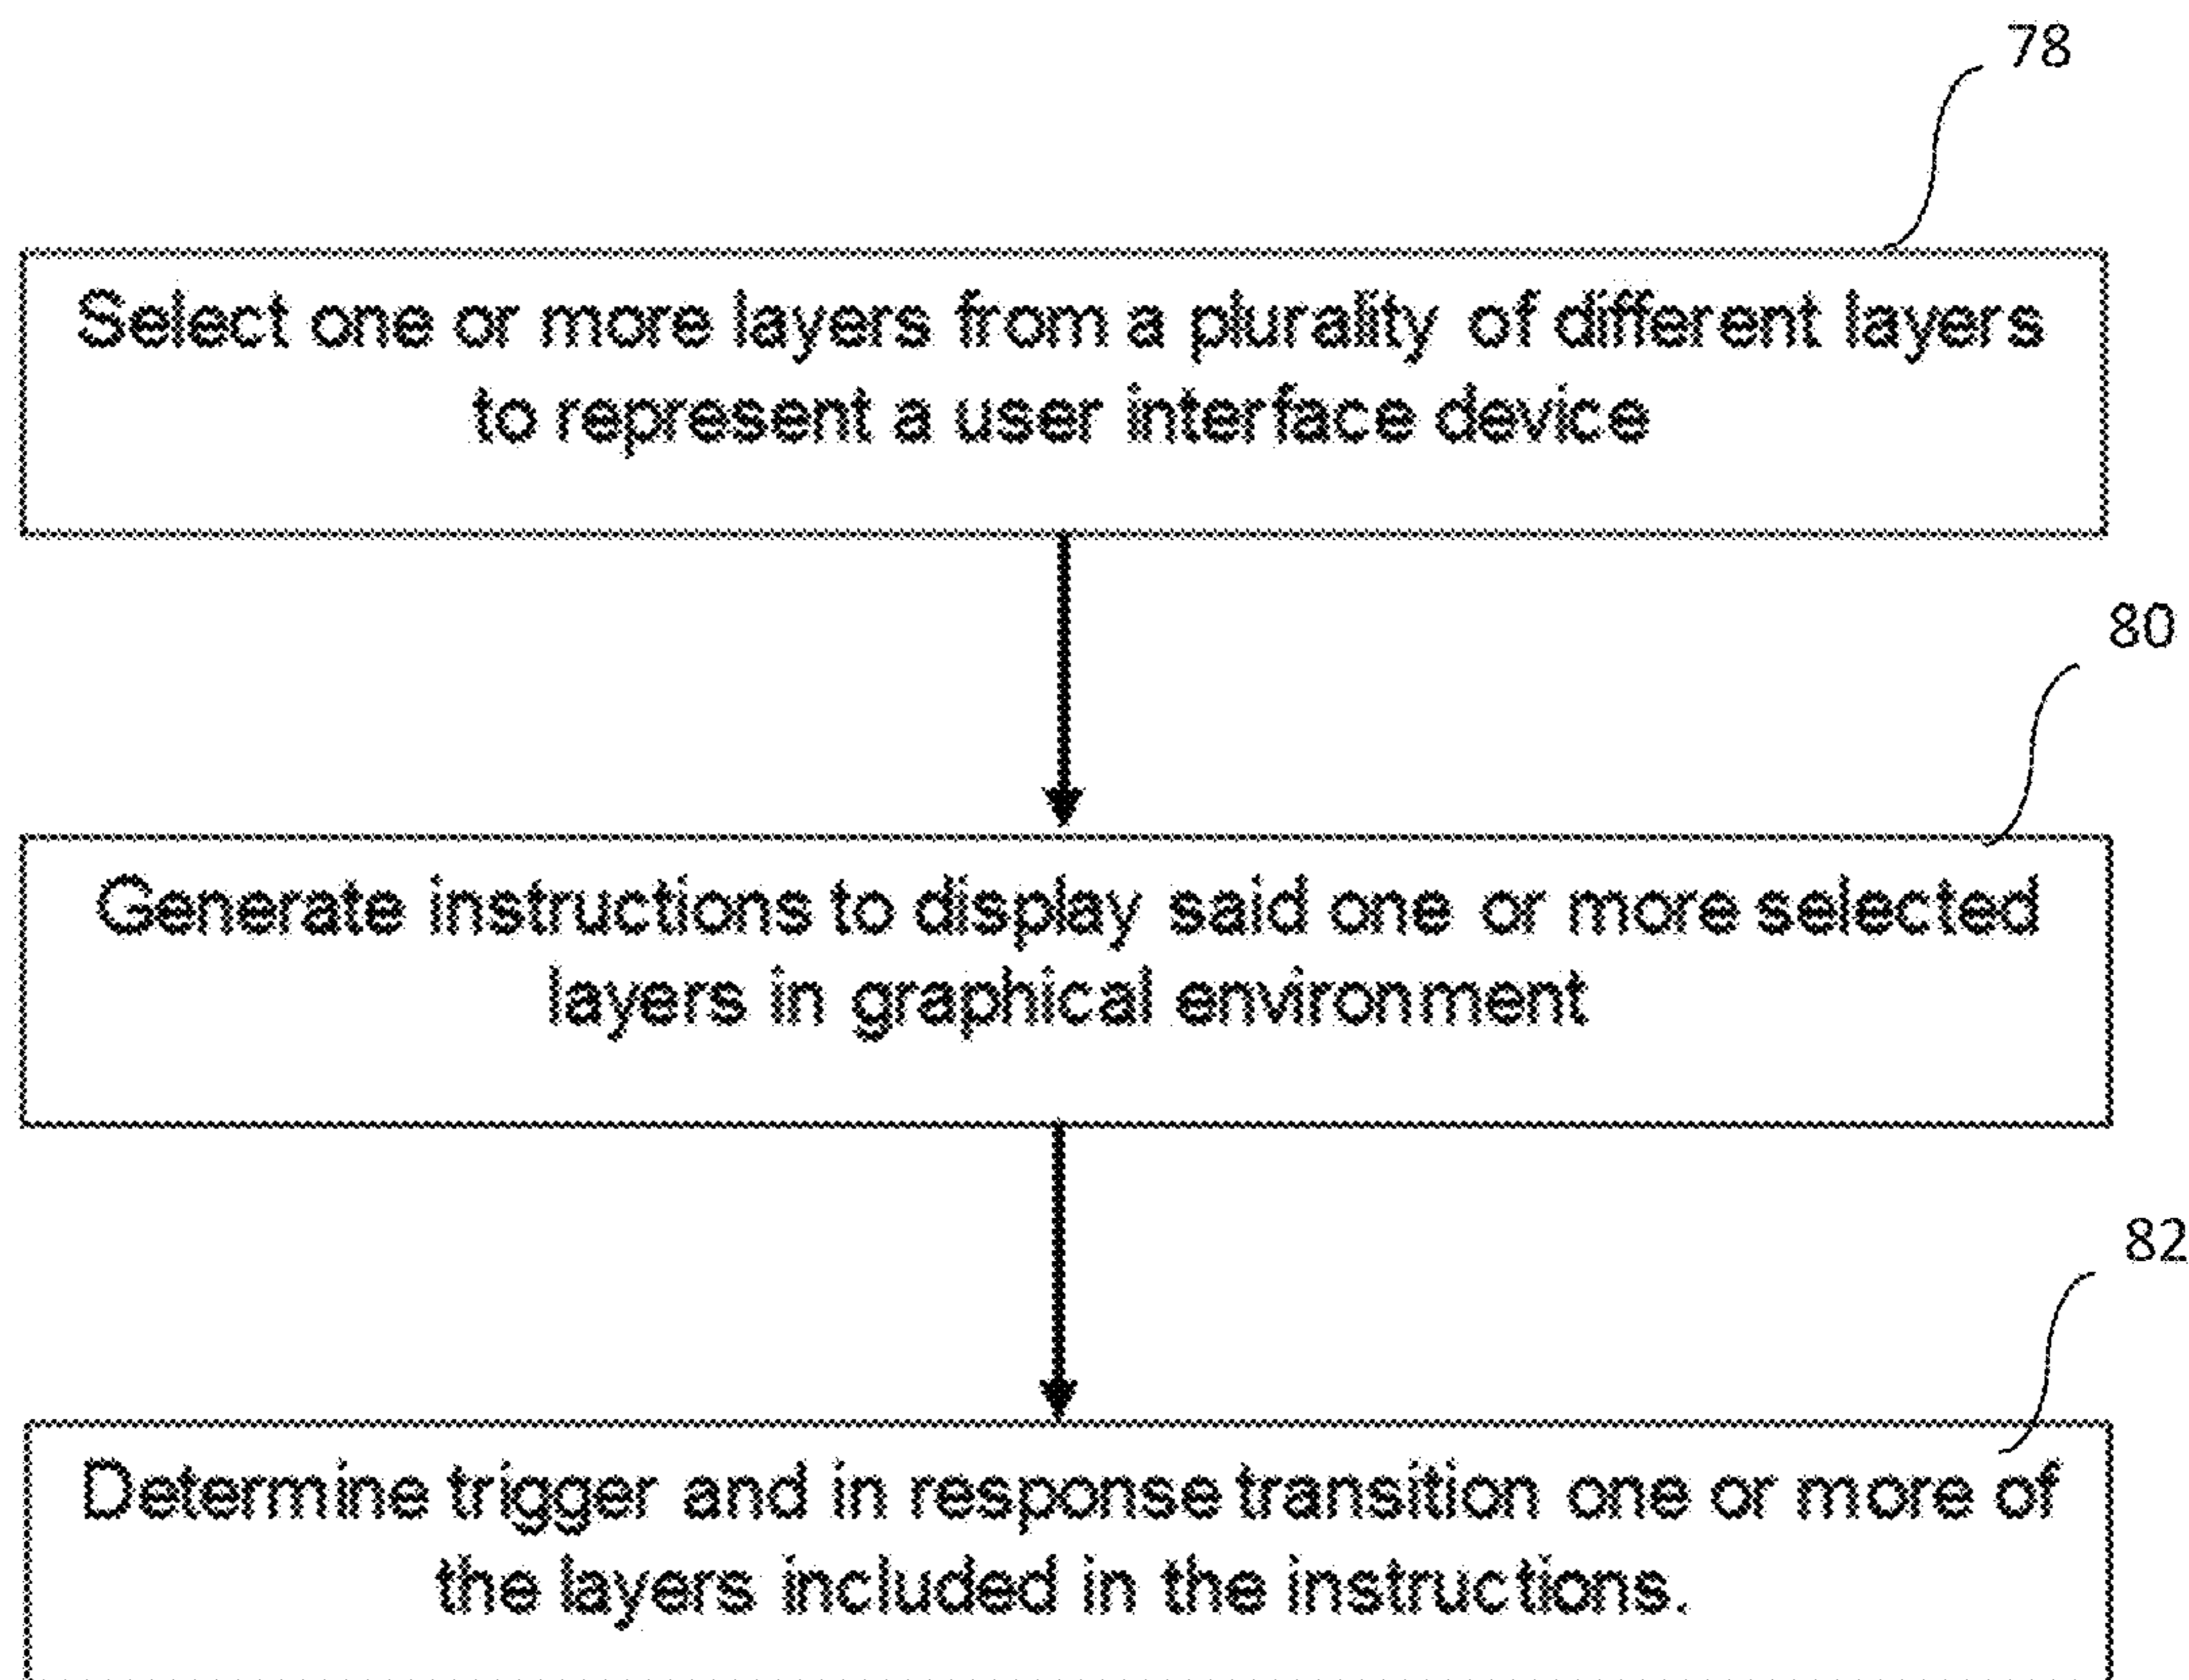 78
Select one or more layers from a plurality of different layers
to represent a user interface device
80
Generate instructions to display said one or more selected
layers in graphical environment
82
Determine trigger and in response transition one or more of
the layers included in the instructions.